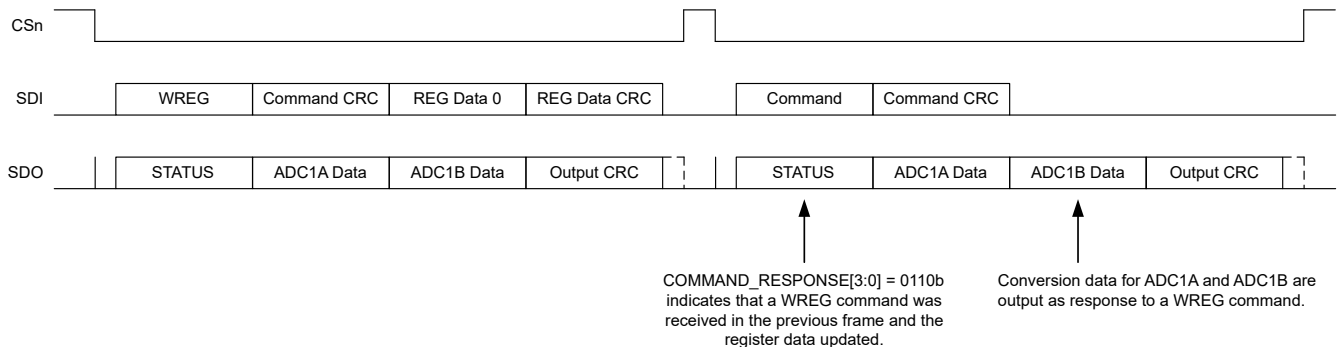 CSn
SDI
WREG
Command CRC
REG Data 0
REG Data CRC
Command
Command CRC
SDO
STATUS
ADC1A Data
ADC1B Data
Output CRC
STATUS
ADC1A Data
ADC1B Data
Output CRC
COMMAND_RESPONSE[3:0] = 0110b
indicates that a WREG command was
received in the previous frame and the
register data updated.
Conversion data for ADC1A and ADC1B are
output as response to a WREG command.